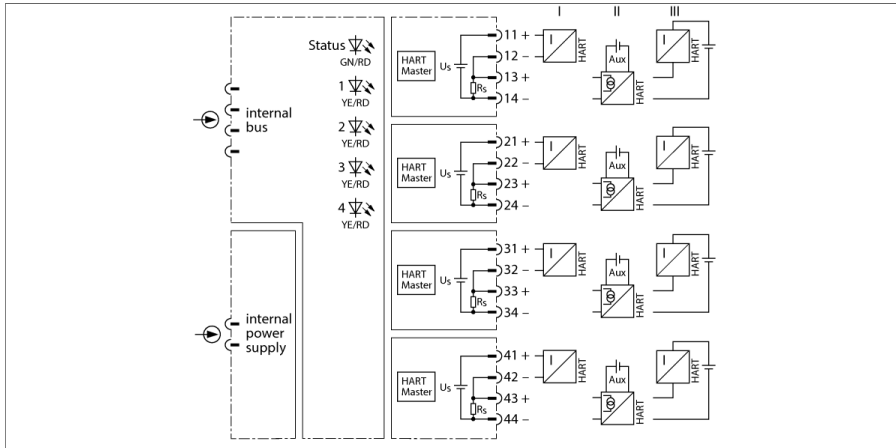 I II III
Status
GN/RD
1
YE/RD
2
YE/RD
3
YE/RD
4
YE/RD
internal
bus
internal
power
supply
HART
Master
Us
Rs
11 +
12 –
13 +
14 –
I
HART
Aux
HART
I
HART
HART
Master
Us
Rs
21 +
22 –
23 +
24 –
I
HART
Aux
HART
I
HART
HART
Master
Us
Rs
31 +
32 –
33 +
34 –
I
HART
Aux
HART
I
HART
HART
Master
Us
Rs
41 +
42 –
43 +
44 –
I
HART
Aux
HART
I
HART